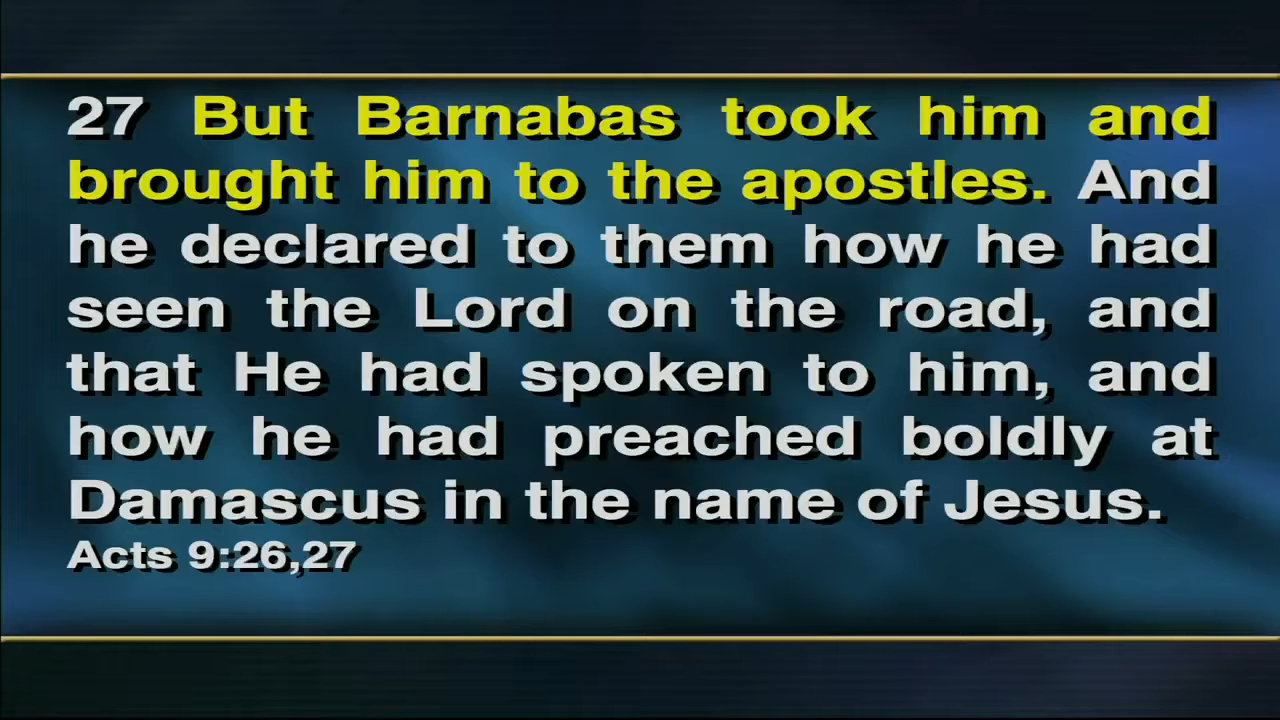 27 But Barnabas took him and
brought him to the apostles. And
he declared to them how he had
seen the Lord on the road, and
that He had spoken to him, and
how he had preached boldly at
Damascus in the name of Jesus.
Acts 9:26,27